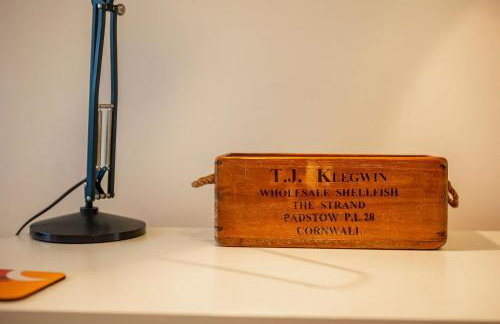 T.J. KLEGWIN
WHOLESALE SHELLFISH
THE STRAND
PADSTOW P.L 28
CORNWALL